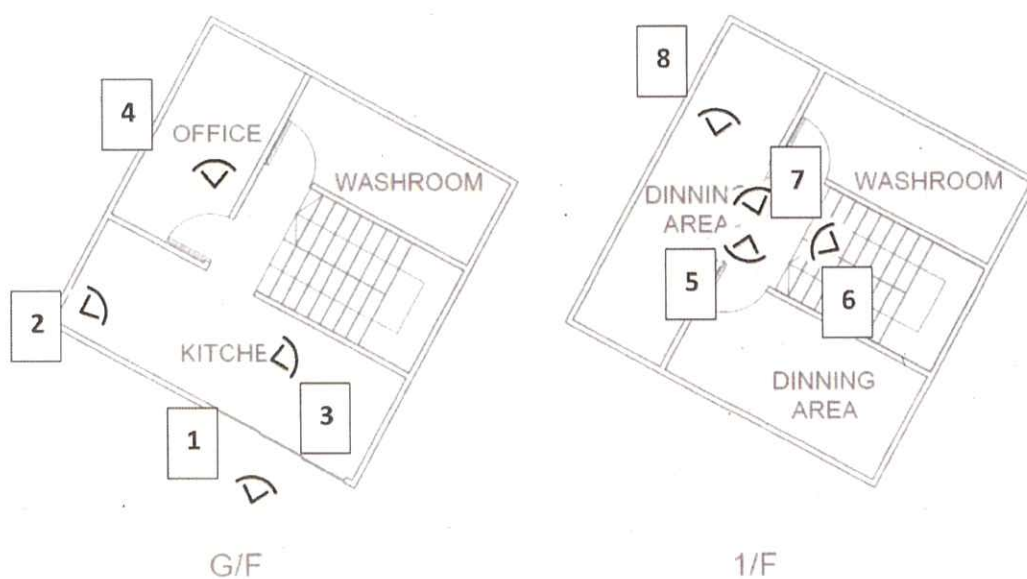 4
OFFICE
WASHROOM
2
KITCHE
3
1
G/F
8
7
WASHROOM
DINNING
AREA
5
6
DINNING
AREA
1/F